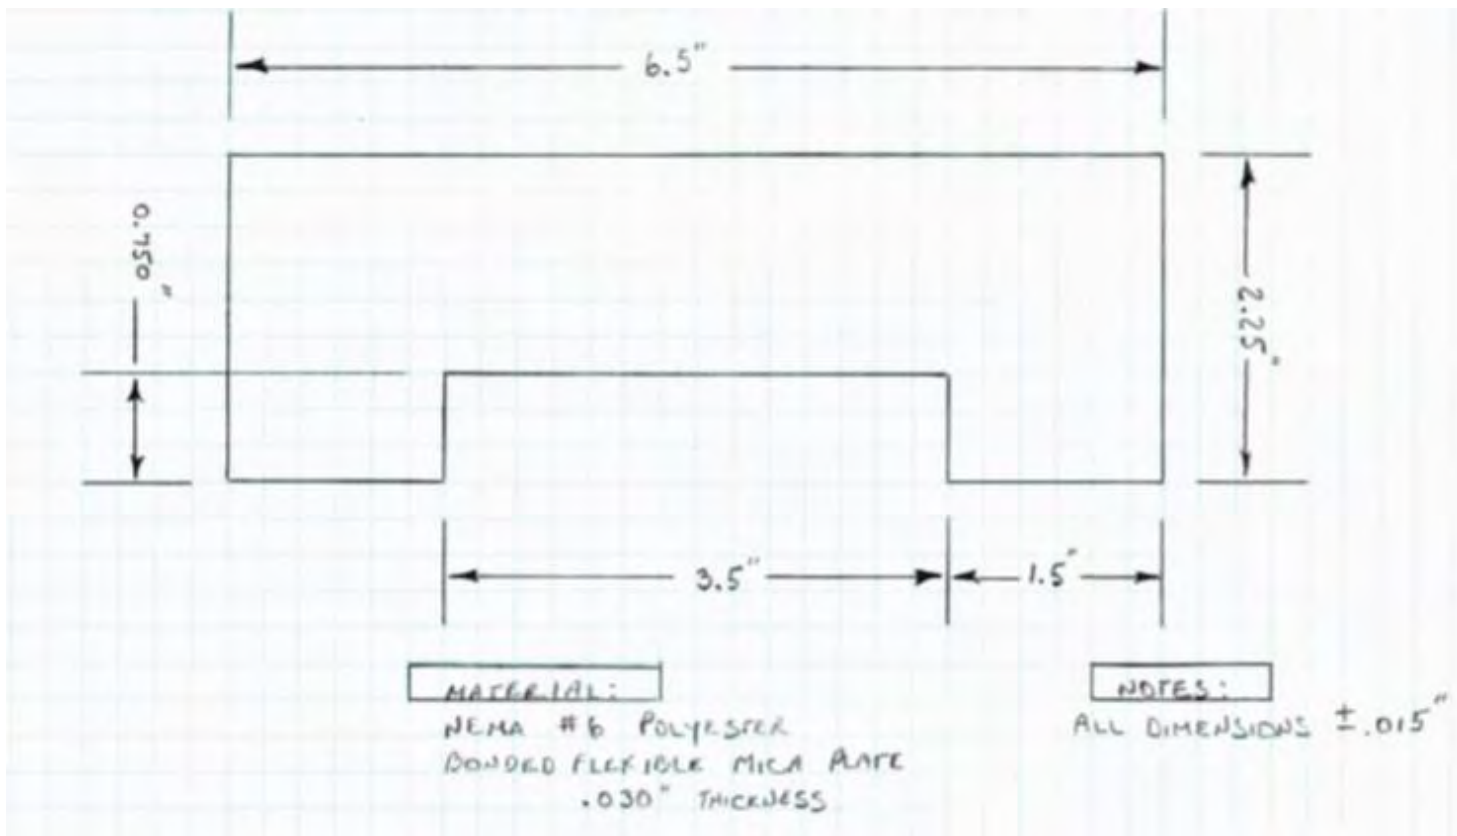 6.5"
0.750"
2.25"
3.5"
1.5"
MATERIAL:
NEMA #6 POLYESTER
BONDED FLEXIBLE MICA PLATE
.030" THICKNESS
NOTES:
ALL DIMENSIONS ±.015"